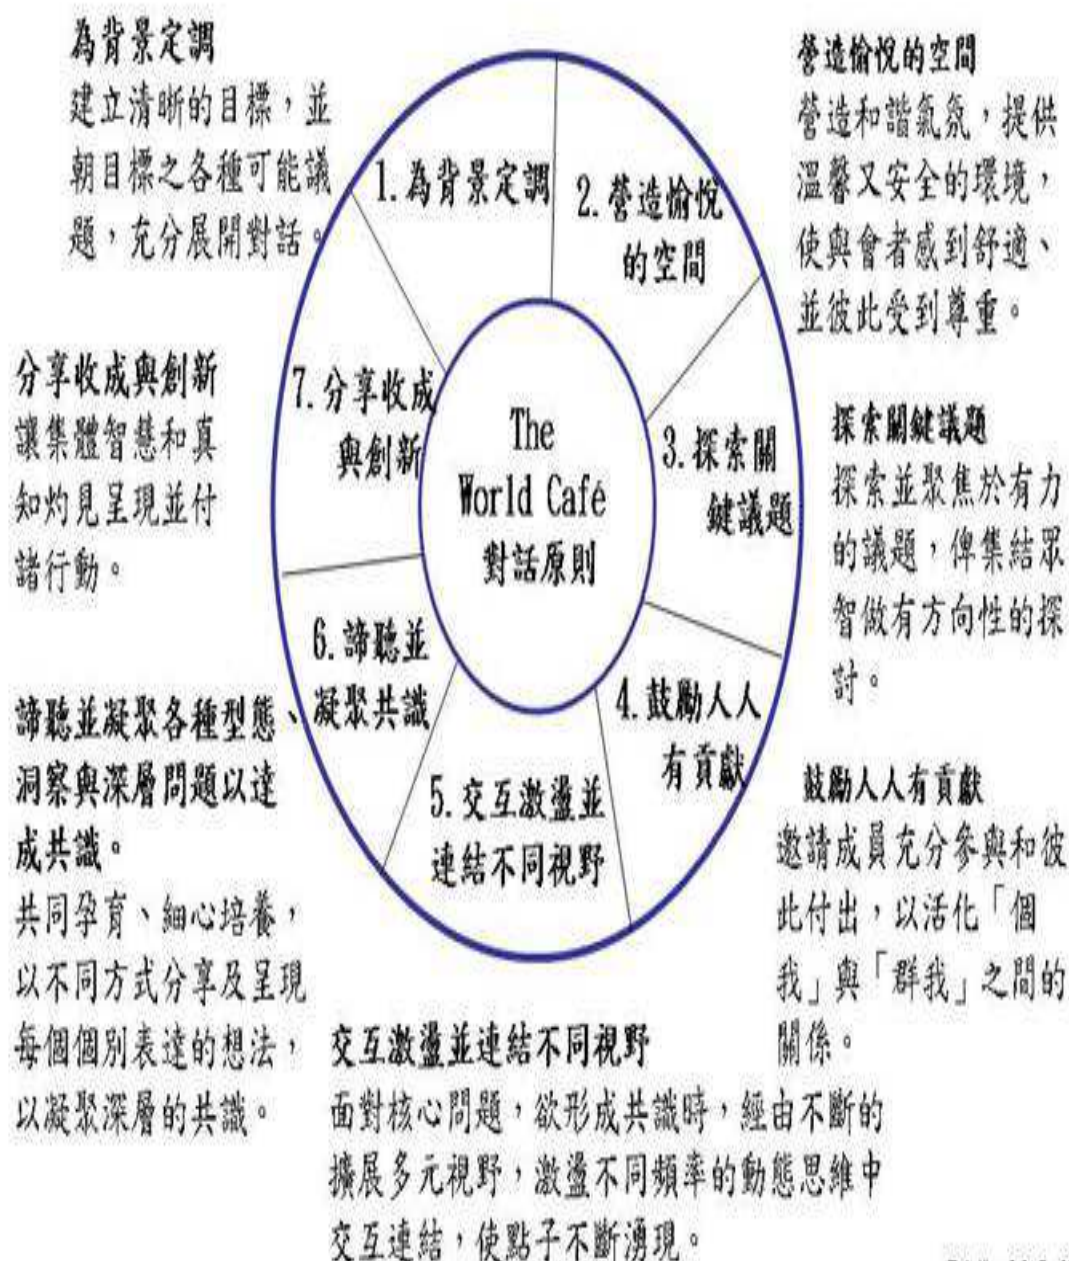 為背景定調
建立清晰的目標，並
朝目標之各種可能議
題，充分展開對話。
營造愉悅的空間
營造和諧氣氛，提供
溫馨又安全的環境，
使與會者感到舒適、
並彼此受到尊重。
1.為背景定調
2.營造愉悅
的空間
3.探索關
鍵議題
4.鼓勵人人
有貢獻
5.交互激盪並
連結不同視野
6.諦聽並
凝聚共識
7.分享收成
與創新
The
World Café
對話原則
探索關鍵議題
探索並聚焦於有力
的議題，俾集結眾
智做有方向性的探
討。
鼓勵人人有貢獻
邀請成員充分參與和彼
此付出，以活化「個
我」與「群我」之間的
關係。
交互激盪並連結不同視野
面對核心問題，欲形成共識時，經由不斷的
擴展多元視野，激盪不同頻率的動態思維中
交互連結，使點子不斷湧現。
諦聽並凝聚各種型態、
洞察與深層問題以達
成共識。
共同孕育、細心培養，
以不同方式分享及呈現
每個個別表達的想法，
以凝聚深層的共識。
分享收成與創新
讓集體智慧和真
知灼見呈現並付
諸行動。